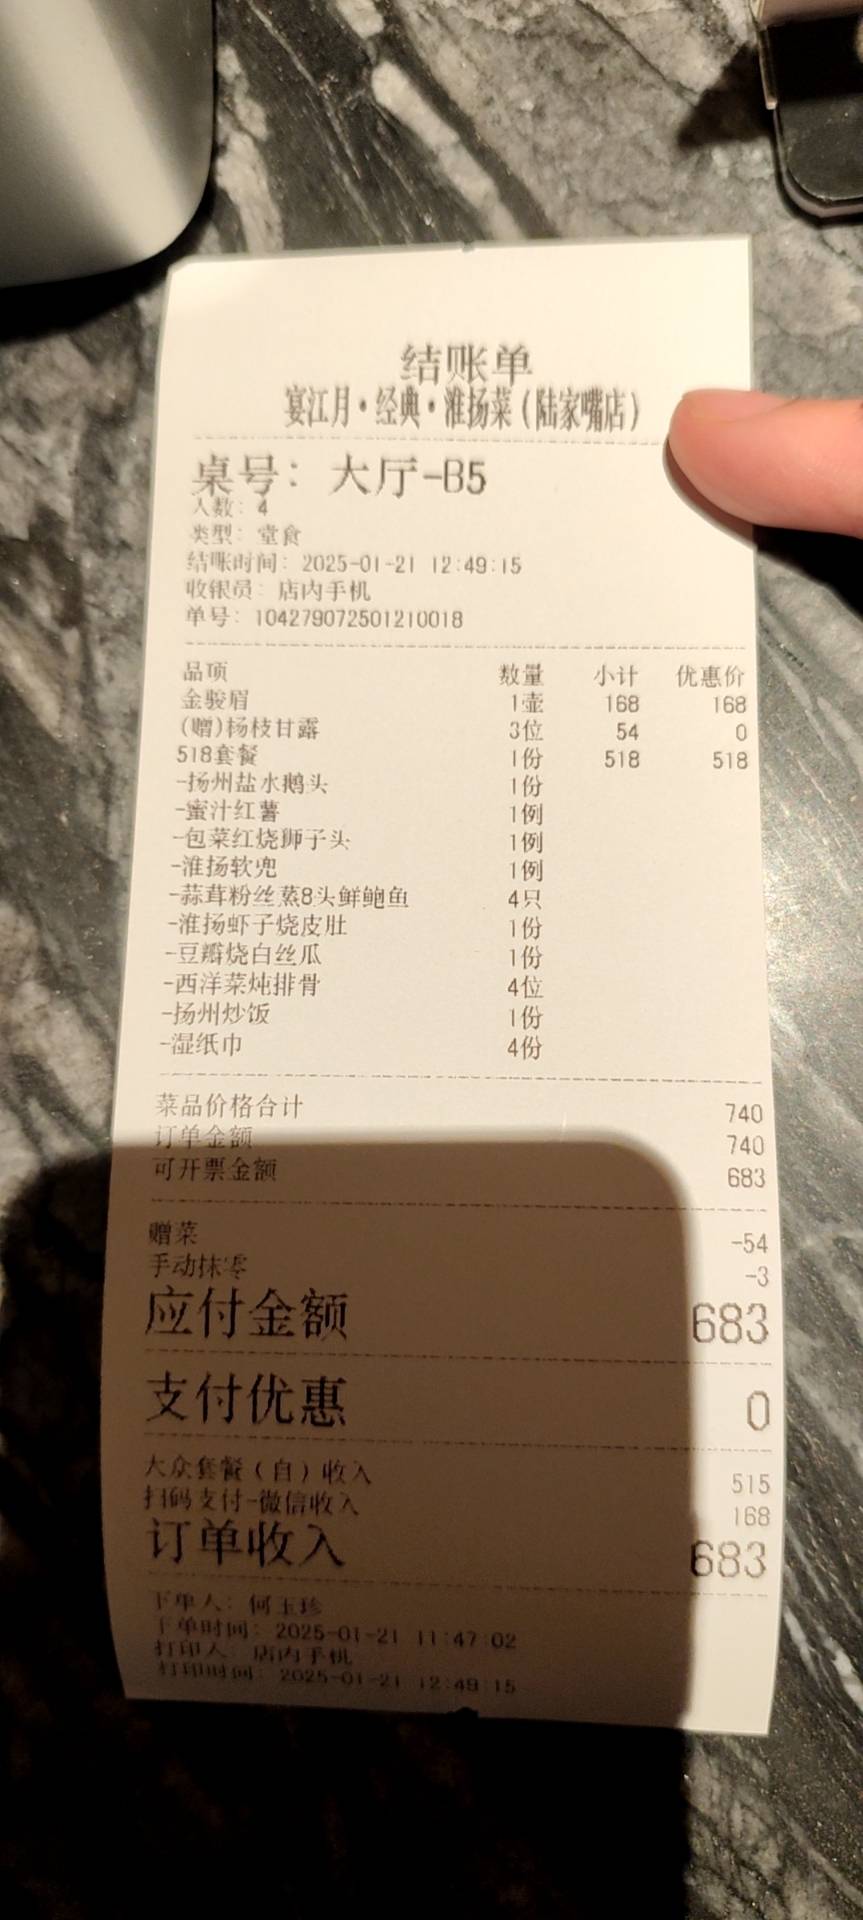 结账单
宴江月·经典·淮扬菜(陆家嘴店)
桌号: 大厅-B5
人数: 4
类型: 堂食
结账时间: 2025-01-21 12:49:15
收银员: 店内手机
单号: 104279072501210018
品项 数量 小计 优惠价
金骏眉 1壶 168 168
(赠)杨枝甘露 3位 54 0
518套餐 1份 518 518
-扬州盐水鹅头 1份
-蜜汁红薯 1例
-包菜红烧狮子头 1例
-淮扬软兜 1例
-蒜茸粉丝蒸8头鲜鲍鱼 4只
-淮扬虾子烧皮肚 1份
-豆瓣烧白丝瓜 1份
-西洋菜炖排骨 4位
-扬州炒饭 1份
-湿纸巾 4份
菜品价格合计 740
订单金额 740
可开票金额 683
赠菜 -54
手动抹零 -3
应付金额 683
支付优惠 0
大众套餐(自)收入 515
扫码支付-微信收入 168
订单收入 683
下单人: 何玉珍
下单时间: 2025-01-21 11:47:02
打印人: 店内手机
打印时间: 2025-01-21 12:49:15